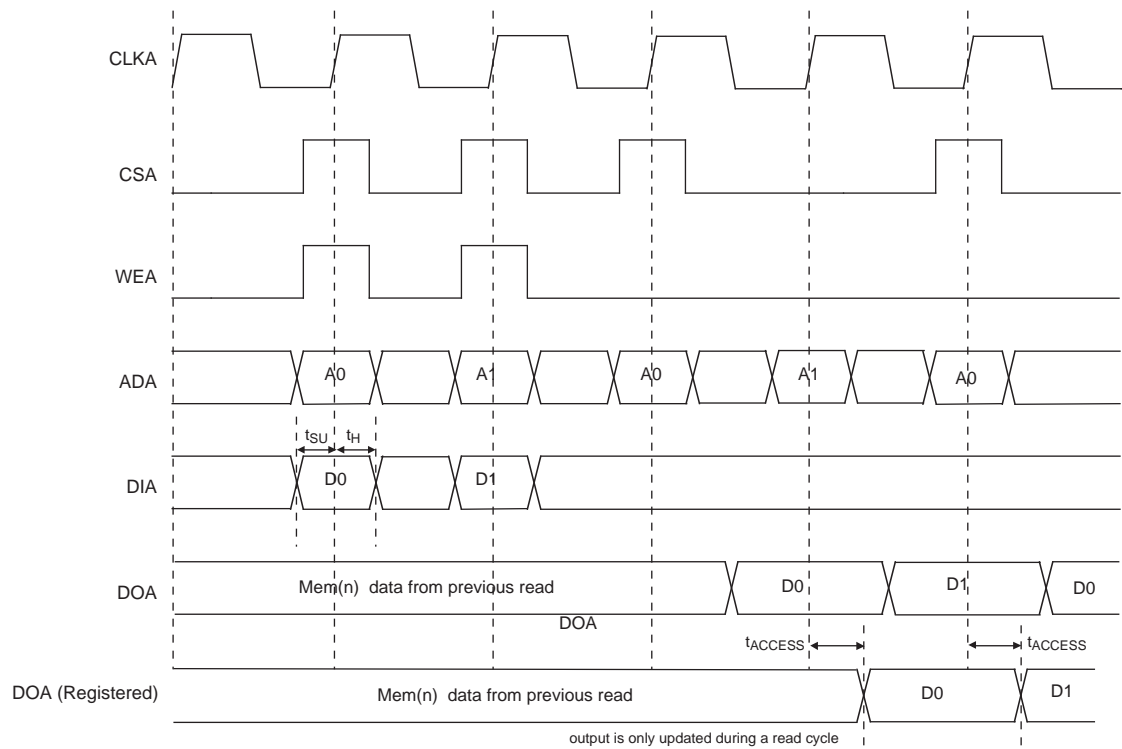 CLKA
CSA
WEA
ADA
A0
A1
A0
A1
A0
tSU
tH
DIA
D0
D1
DOA
Mem(n) data from previous read
D0
D1
D0
DOA
tACCESS
tACCESS
DOA (Registered)
Mem(n) data from previous read
D0
D1
output is only updated during a read cycle